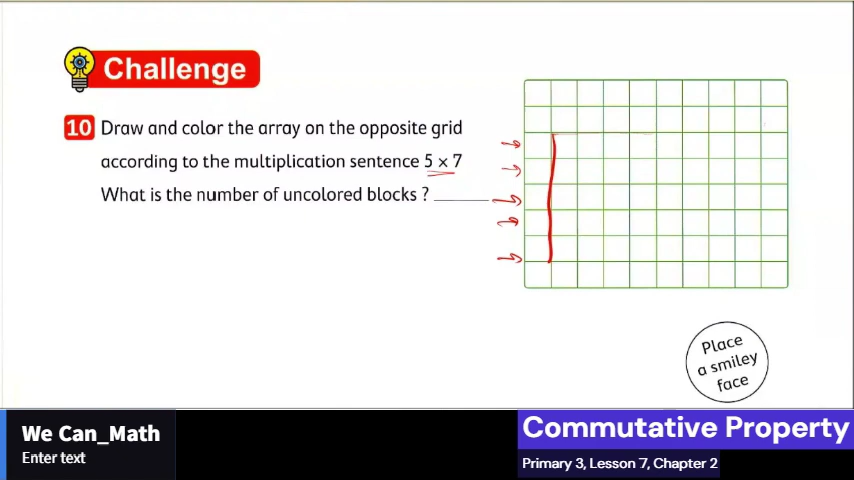 Challenge
10 Draw and color the array on the opposite grid
according to the multiplication sentence 5 × 7
What is the number of uncolored blocks ? ______
Place
a smiley
face
We Can_Math
Enter text
Commutative Property
Primary 3, Lesson 7, Chapter 2